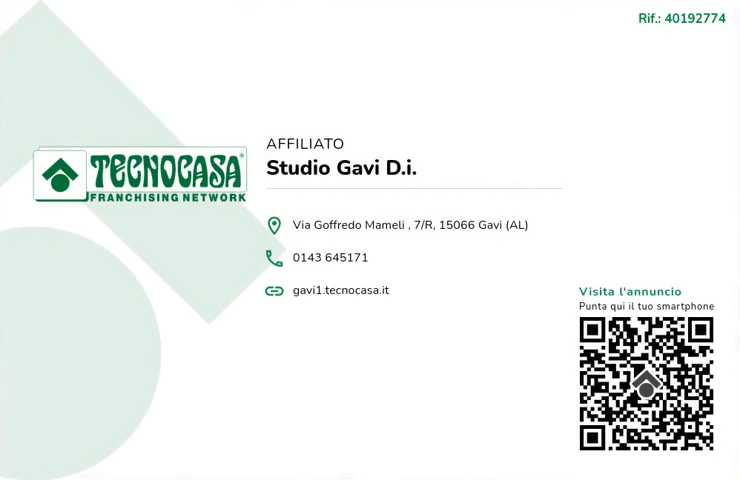 Rif.: 40192774
AFFILIATO
Studio Gavi D.i.
TECNOCASA®
FRANCHISING NETWORK
Via Goffredo Mameli , 7/R, 15066 Gavi (AL)
0143 645171
gavi1.tecnocasa.it
Visita l'annuncio
Punta qui il tuo smartphone